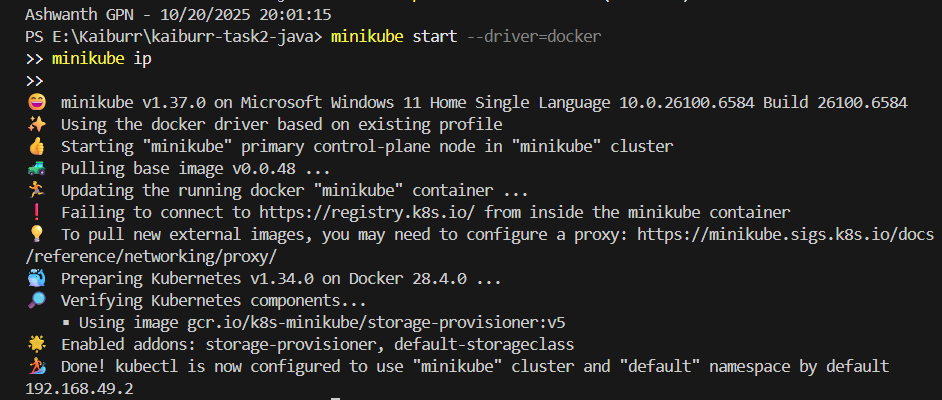 Ashwanth GPN - 10/20/2025 20:01:15
PS E:\Kaiburr\kaiburr-task2-java> minikube start --driver=docker
>> minikube ip
>>
😄 minikube v1.37.0 on Microsoft Windows 11 Home Single Language 10.0.26100.6584 Build 26100.6584
✨ Using the docker driver based on existing profile
👍 Starting "minikube" primary control-plane node in "minikube" cluster
🚜 Pulling base image v0.0.48 ...
🏃 Updating the running docker "minikube" container ...
❗ Failing to connect to https://registry.k8s.io/ from inside the minikube container
💡 To pull new external images, you may need to configure a proxy: https://minikube.sigs.k8s.io/docs
/reference/networking/proxy/
🐳 Preparing Kubernetes v1.34.0 on Docker 28.4.0 ...
🔎 Verifying Kubernetes components...
▪ Using image gcr.io/k8s-minikube/storage-provisioner:v5
🌟 Enabled addons: storage-provisioner, default-storageclass
🏄 Done! kubectl is now configured to use "minikube" cluster and "default" namespace by default
192.168.49.2